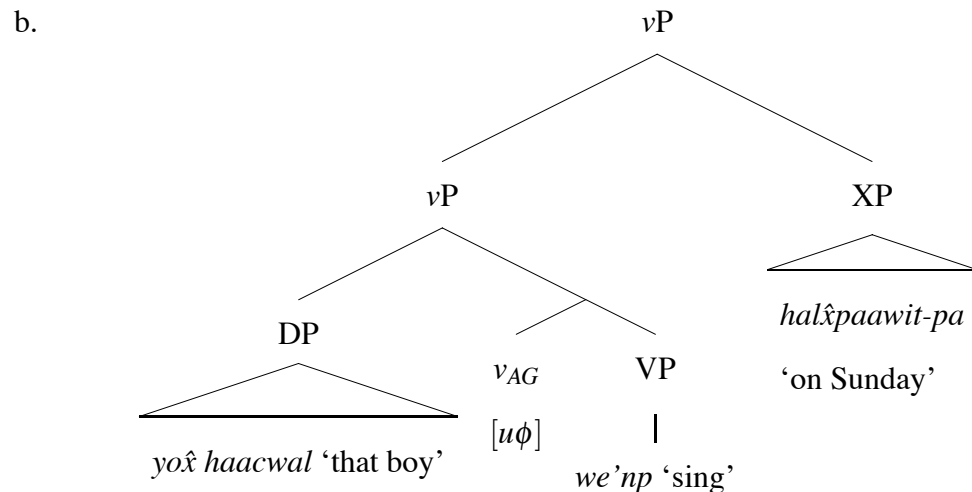 b.
vP
vP XP
halx̂paawit-pa
DP
v_AG VP
‘on Sunday’
[uϕ]
yox̂ haacwal ‘that boy’
we’np ‘sing’